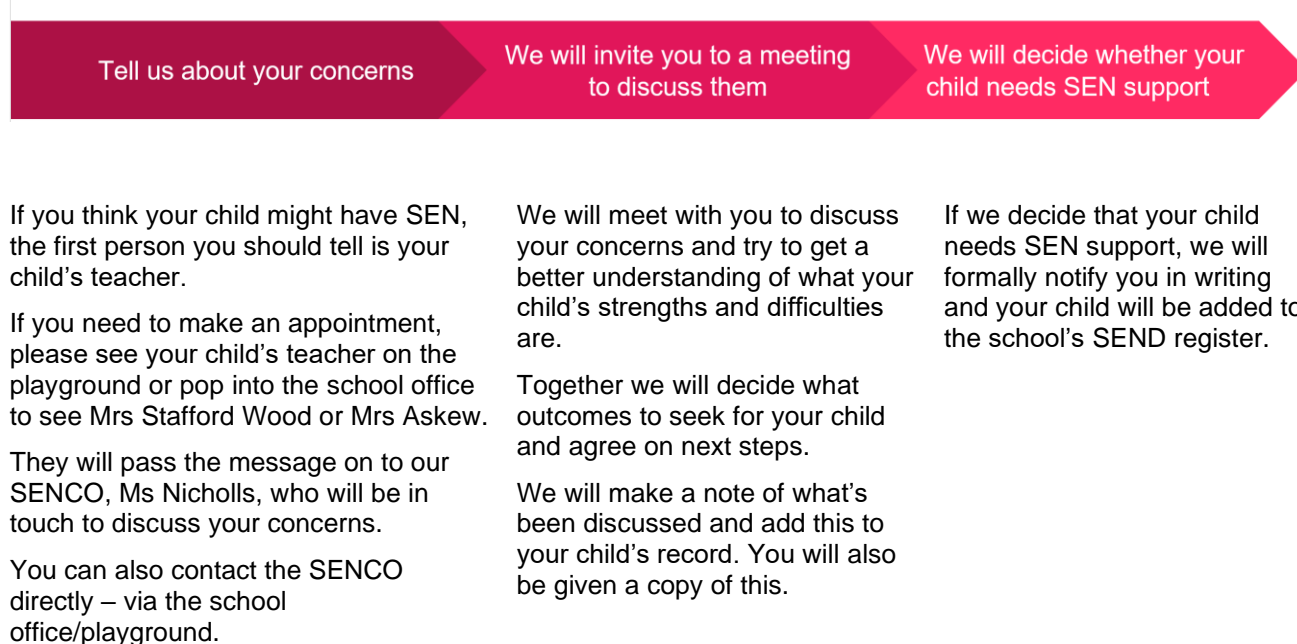 Tell us about your concerns
We will invite you to a meeting
to discuss them
We will decide whether your
child needs SEN support
If you think your child might have SEN,
the first person you should tell is your
child's teacher.
If you need to make an appointment,
please see your child's teacher on the
playground or pop into the school office
to see Mrs Stafford Wood or Mrs Askew.
They will pass the message on to our
SENCO, Ms Nicholls, who will be in
touch to discuss your concerns.
You can also contact the SENCO
directly – via the school
office/playground.
We will meet with you to discuss
your concerns and try to get a
better understanding of what your
child's strengths and difficulties
are.
Together we will decide what
outcomes to seek for your child
and agree on next steps.
We will make a note of what's
been discussed and add this to
your child's record. You will also
be given a copy of this.
If we decide that your child
needs SEN support, we will
formally notify you in writing
and your child will be added to
the school's SEND register.